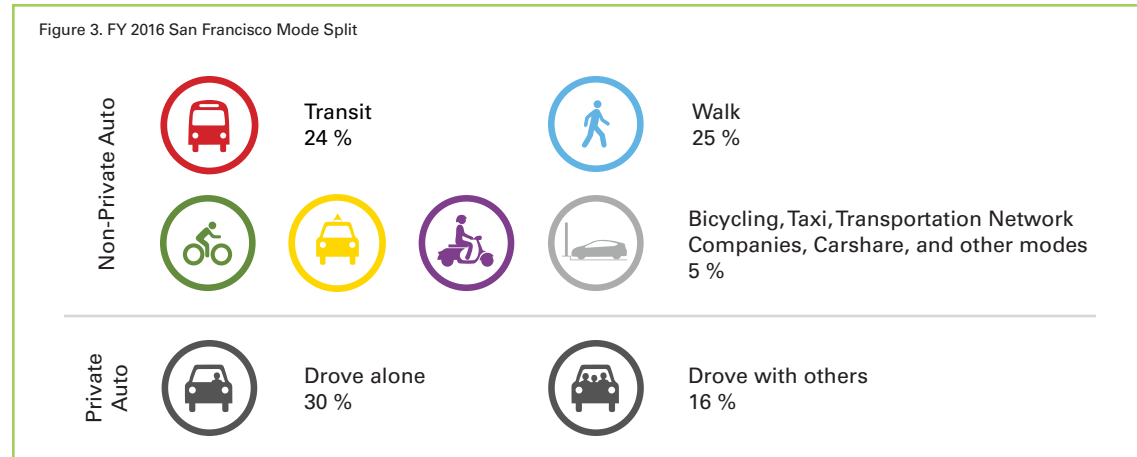 Figure 3. FY 2016 San Francisco Mode Split
Non-Private Auto
Transit
24 %
Walk
25 %
Bicycling, Taxi, Transportation Network
Companies, Carshare, and other modes
5 %
Private
Auto
Drove alone
30 %
Drove with others
16 %